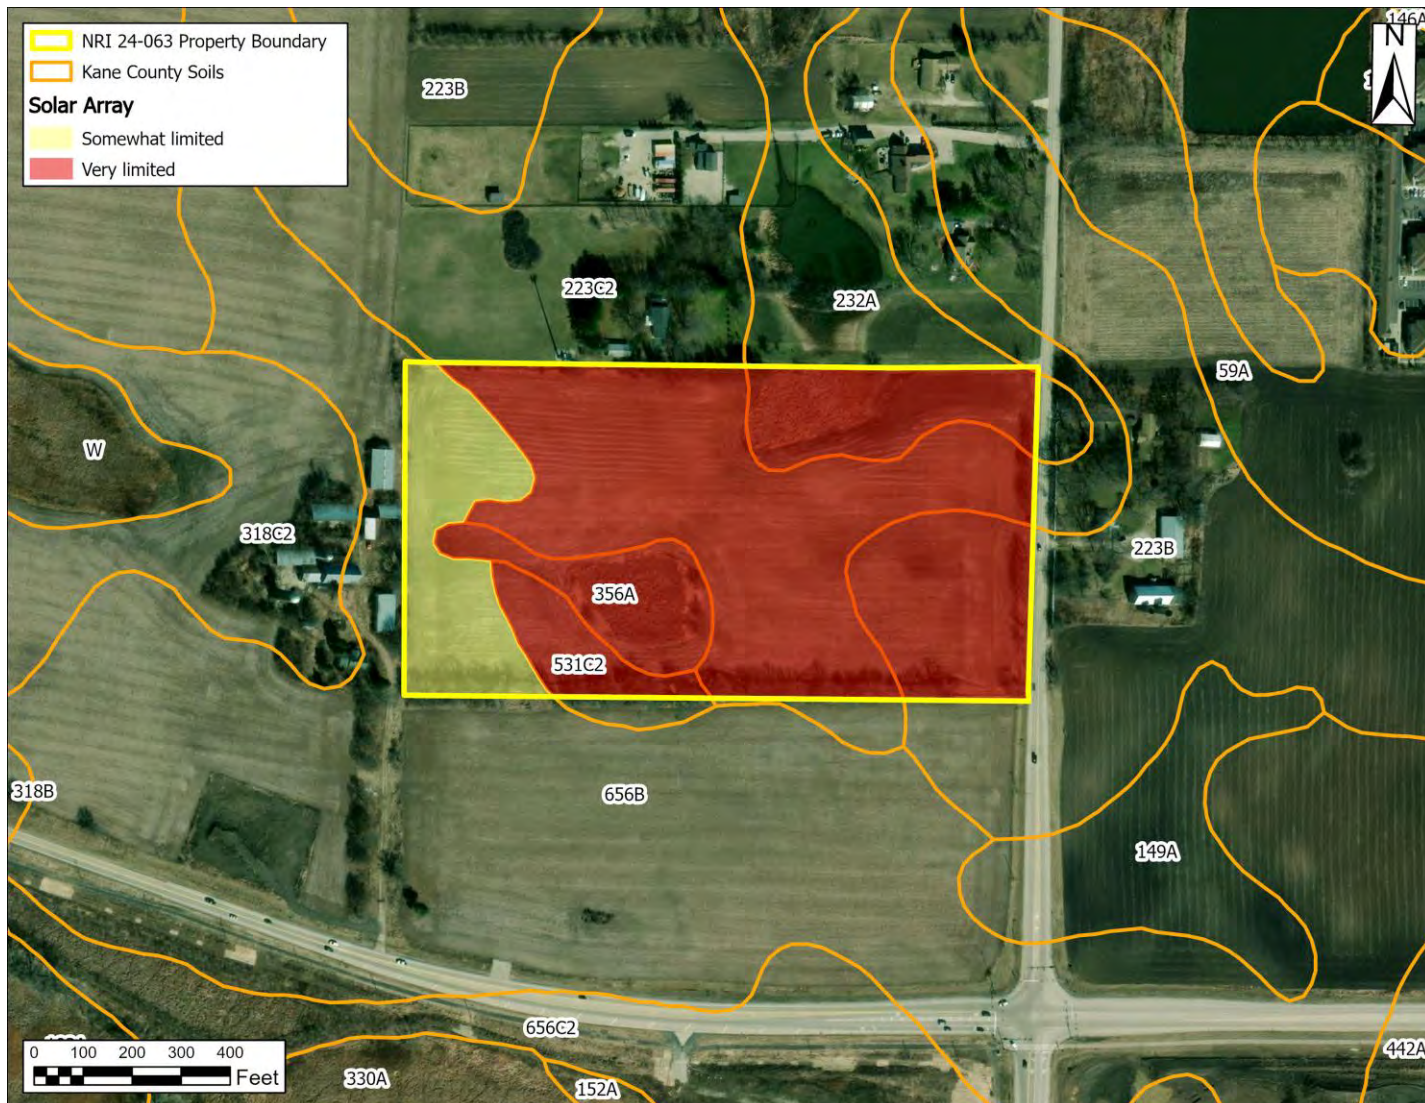 NRI 24-063 Property Boundary
Kane County Soils
Solar Array
Somewhat limited
Very limited
146A
N
223B
223C2
232A
59A
W
318C2
223B
356A
531C2
318B
656B
149A
656C2
442A
0 100 200 300 400
Feet
330A
152A